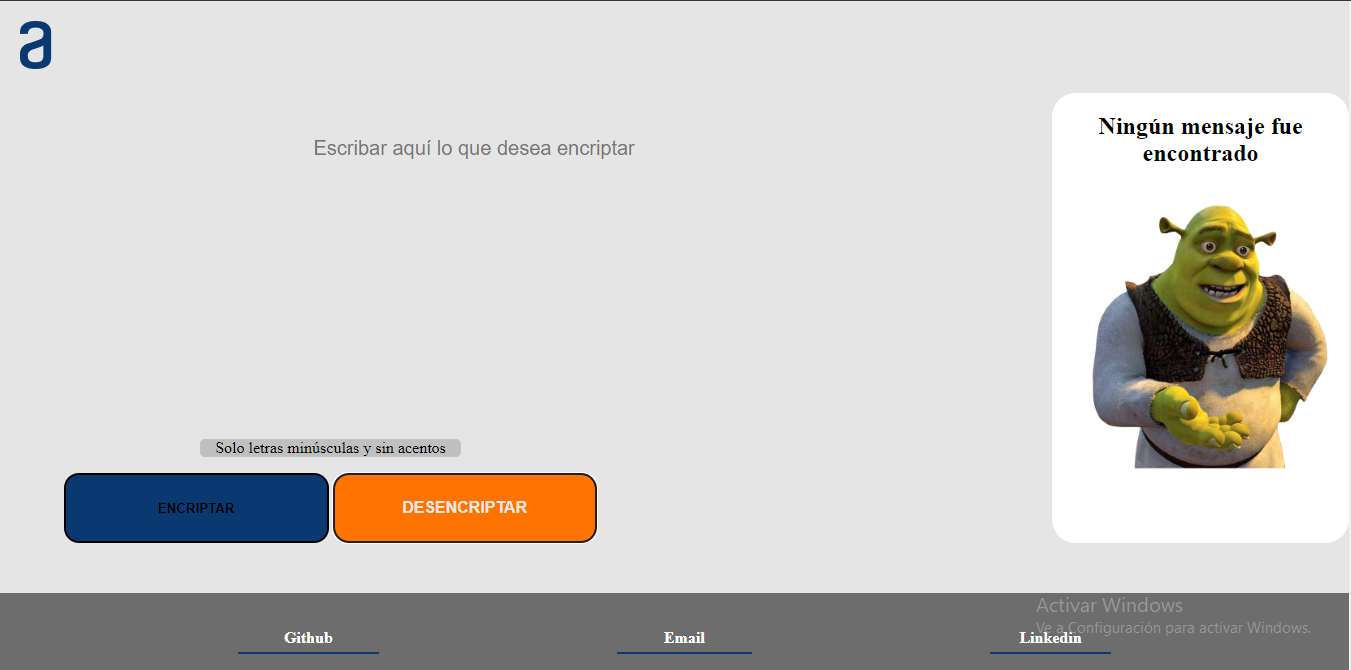 a
Escribar aquí lo que desea encriptar
Ningún mensaje fue
encontrado
Solo letras minúsculas y sin acentos
ENCRIPTAR
DESENCRIPTAR
Activar Windows
Ve a Configuración para activar Windows.
Github
Email
Linkedin